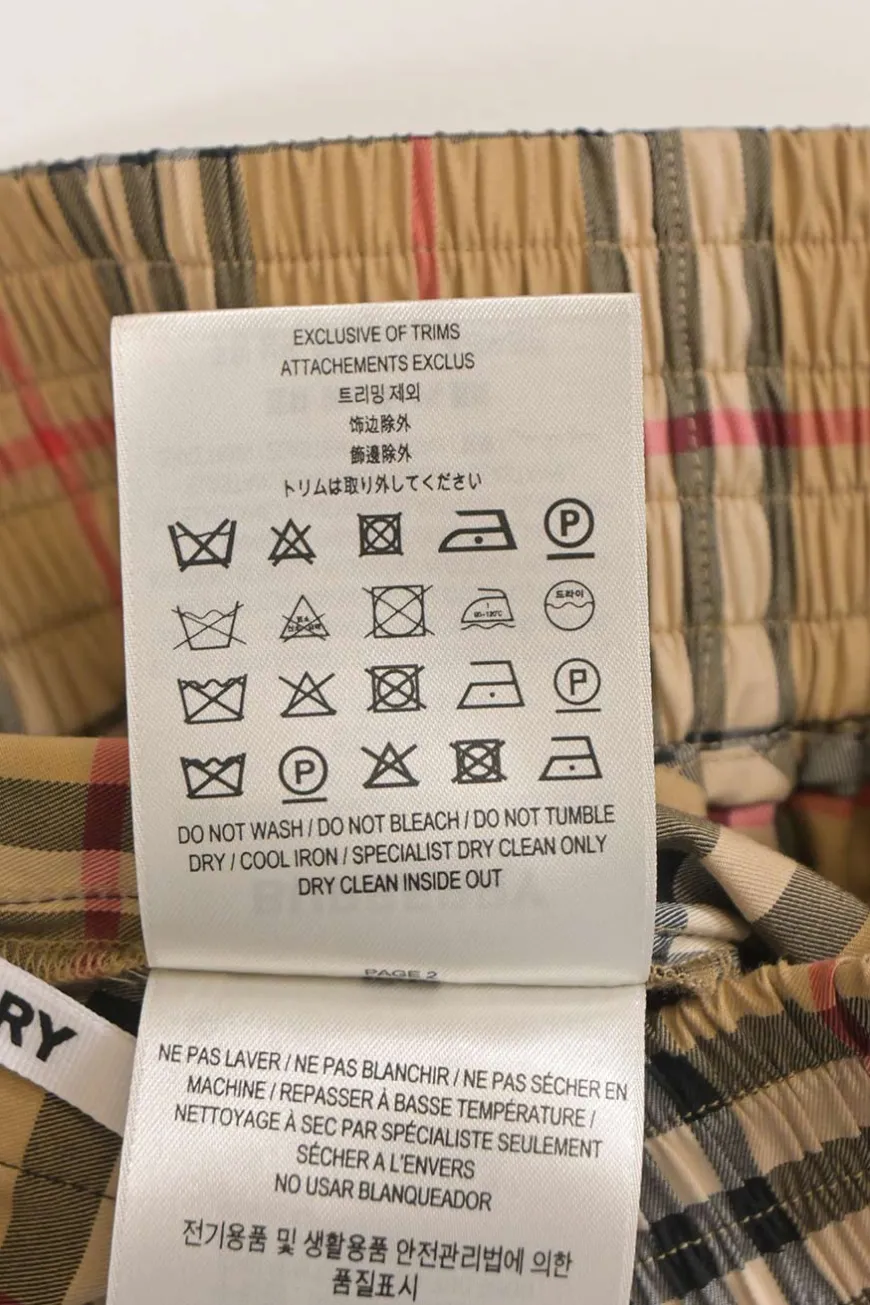 EXCLUSIVE OF TRIMS
ATTACHEMENTS EXCLUS
트리밍 제외
饰边除外
飾邊除外
トリムは取り外してください
P
드라이
P
P
DO NOT WASH / DO NOT BLEACH / DO NOT TUMBLE
DRY / COOL IRON / SPECIALIST DRY CLEAN ONLY
DRY CLEAN INSIDE OUT
PAGE 2
RY
NE PAS LAVER / NE PAS BLANCHIR / NE PAS SÉCHER EN
MACHINE / REPASSER À BASSE TEMPÉRATURE /
NETTOYAGE À SEC PAR SPÉCIALISTE SEULEMENT
SÉCHER A L'ENVERS
NO USAR BLANQUEADOR
전기용품 및 생활용품 안전관리법에 의한
품질표시